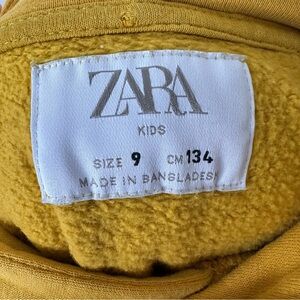 ZARA
KIDS
SIZE 9 CM 134
MADE IN BANGLADESH